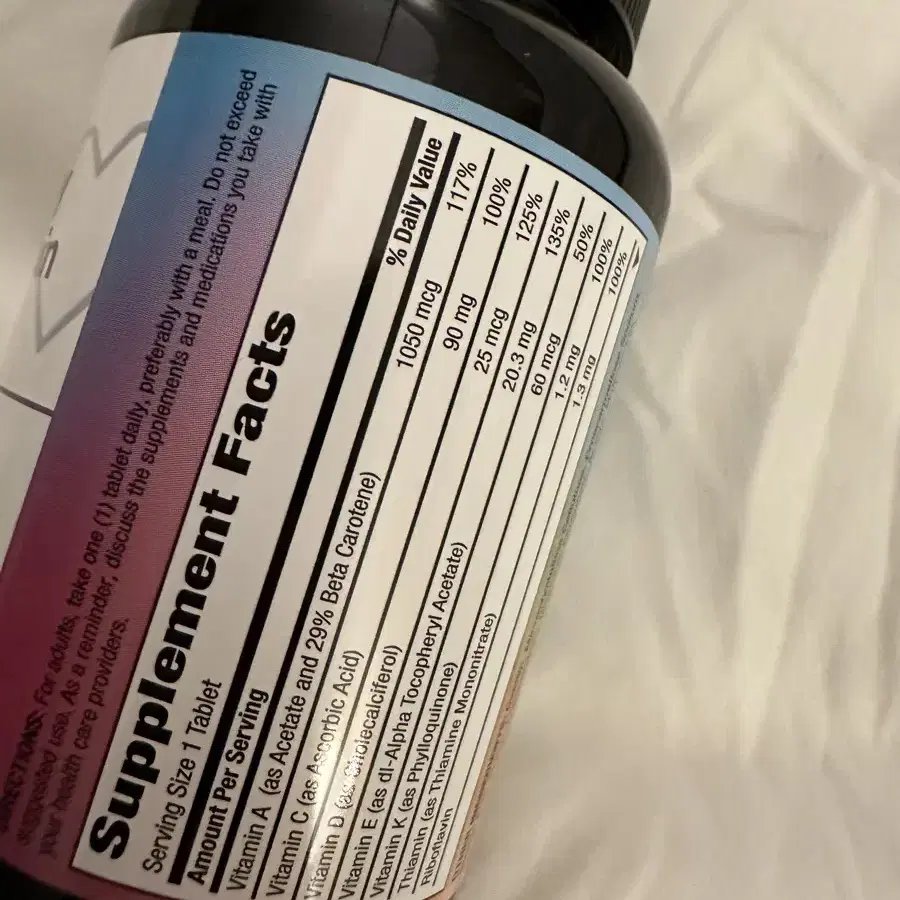 DIRECTIONS: For adults, take one (1) tablet daily, preferably with a meal. Do not exceed
suggested use. As a reminder, discuss the supplements and medications you take with
your health care providers.
Supplement Facts
Serving Size 1 Tablet
Amount Per Serving % Daily Value
Vitamin A (as Acetate and 29% Beta Carotene) 1050 mcg 117%
Vitamin C (as Ascorbic Acid) 90 mg 100%
Vitamin D (as Cholecalciferol) 25 mcg 125%
Vitamin E (as dl-Alpha Tocopheryl Acetate) 20.3 mg 135%
Vitamin K (as Phylloquinone) 60 mcg 50%
Thiamin (as Thiamine Mononitrate) 1.2 mg 100%
Riboflavin 1.3 mg 100%